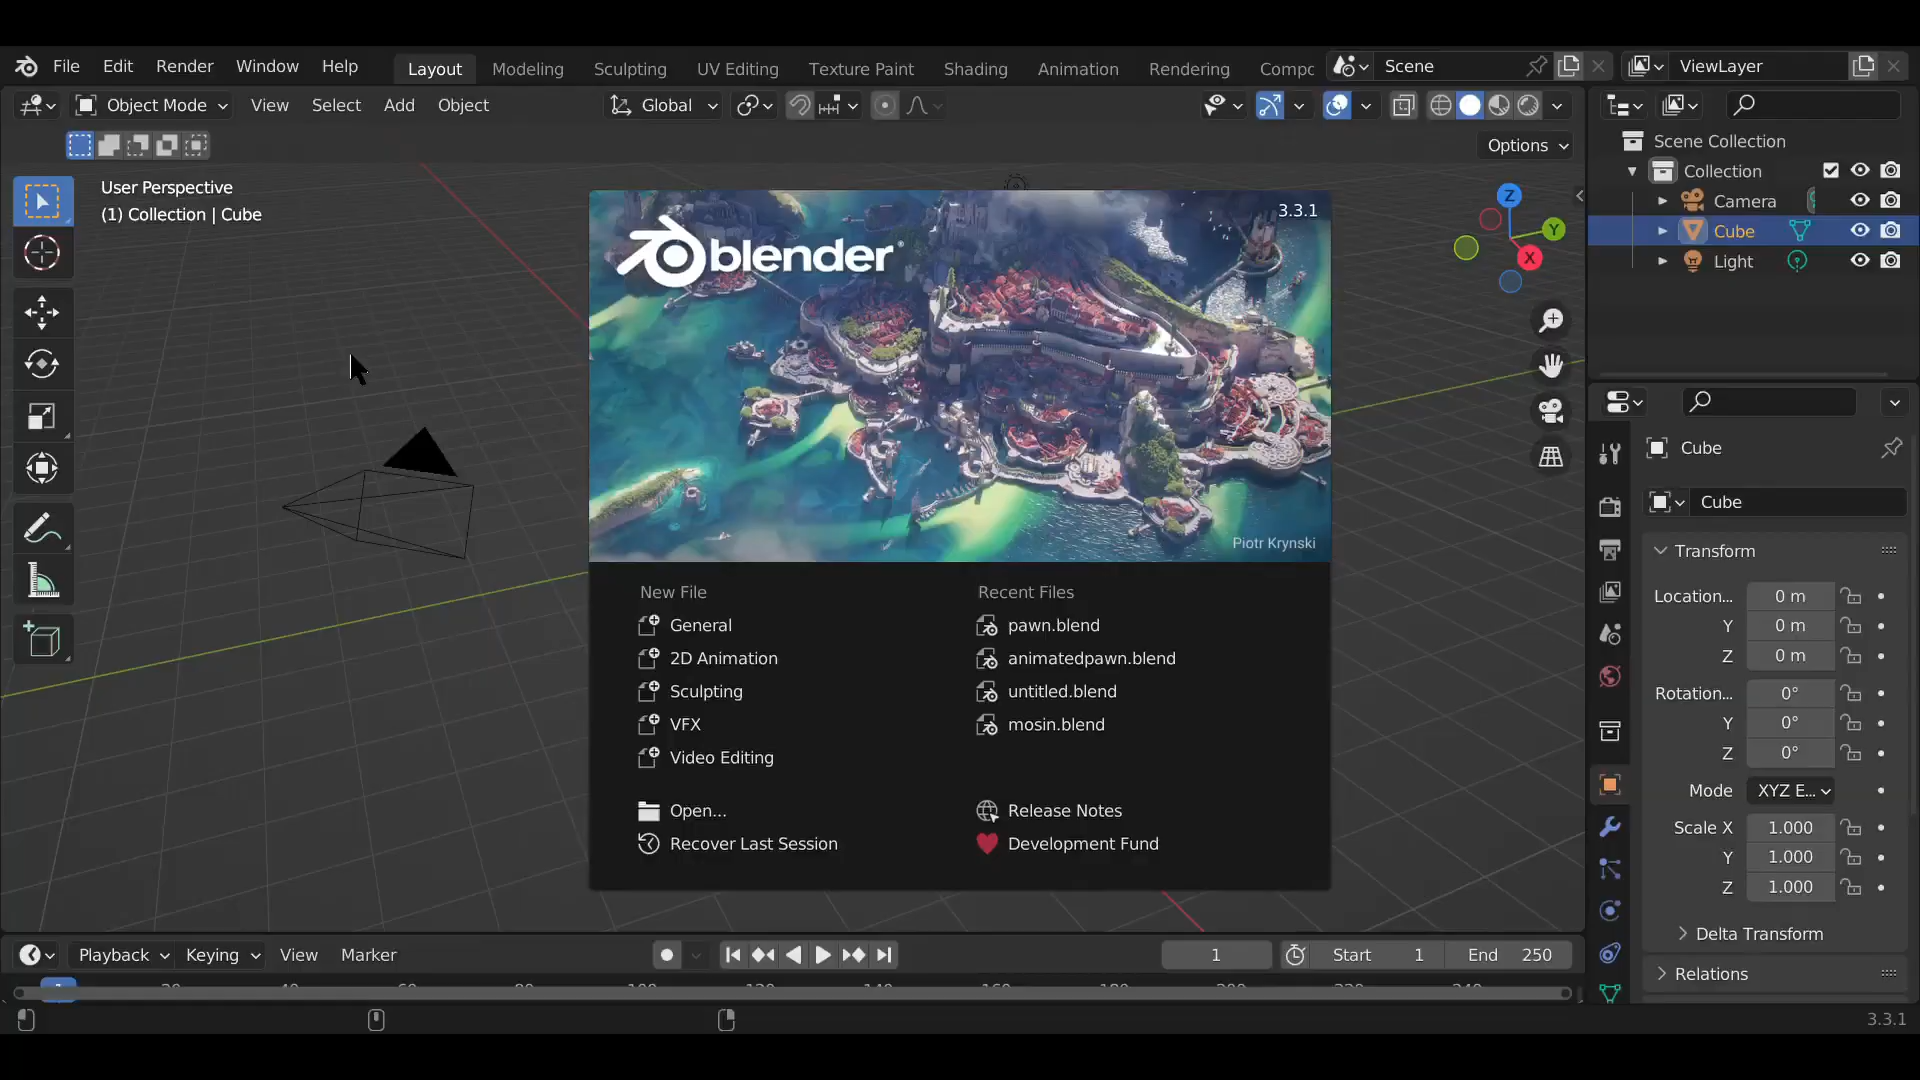 File Edit Render Window Help Layout Modeling Sculpting UV Editing Texture Paint Shading Animation Rendering Scene ViewLayer
Object Mode View Select Add Object Global
Options
User Perspective
(1) Collection | Cube
Z
Y
X
3.3.1
blender
Piotr Krynski
New File
General
2D Animation
Sculpting
VFX
Video Editing
Open...
Recover Last Session
Recent Files
pawn.blend
animatedpawn.blend
untitled.blend
mosin.blend
Release Notes
Development Fund
Scene Collection
Collection
Camera
Cube
Light
Cube
Cube
Transform
Location... 0 m
Y 0 m
Z 0 m
Rotation... 0°
Y 0°
Z 0°
Mode XYZ E...
Scale X 1.000
Y 1.000
Z 1.000
Delta Transform
Relations
Playback Keying View Marker 1 Start 1 End 250
3.3.1